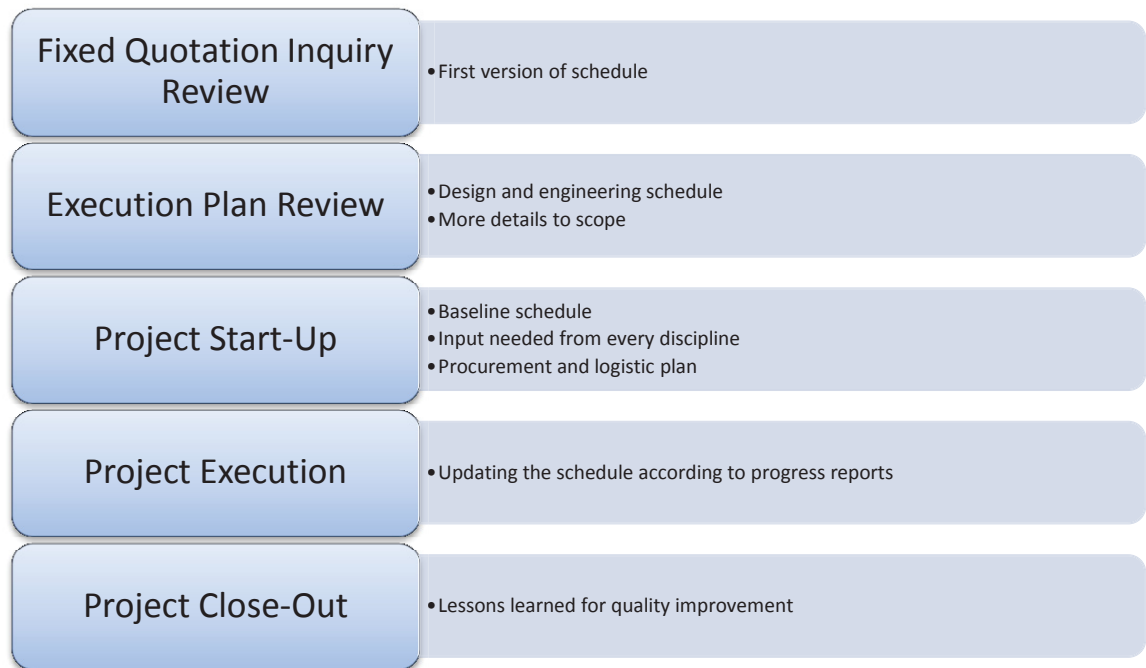 Fixed Quotation Inquiry
Review
•First version of schedule
Execution Plan Review
•Design and engineering schedule
•More details to scope
Project Start-Up
•Baseline schedule
•Input needed from every discipline
•Procurement and logistic plan
Project Execution
•Updating the schedule according to progress reports
Project Close-Out
•Lessons learned for quality improvement